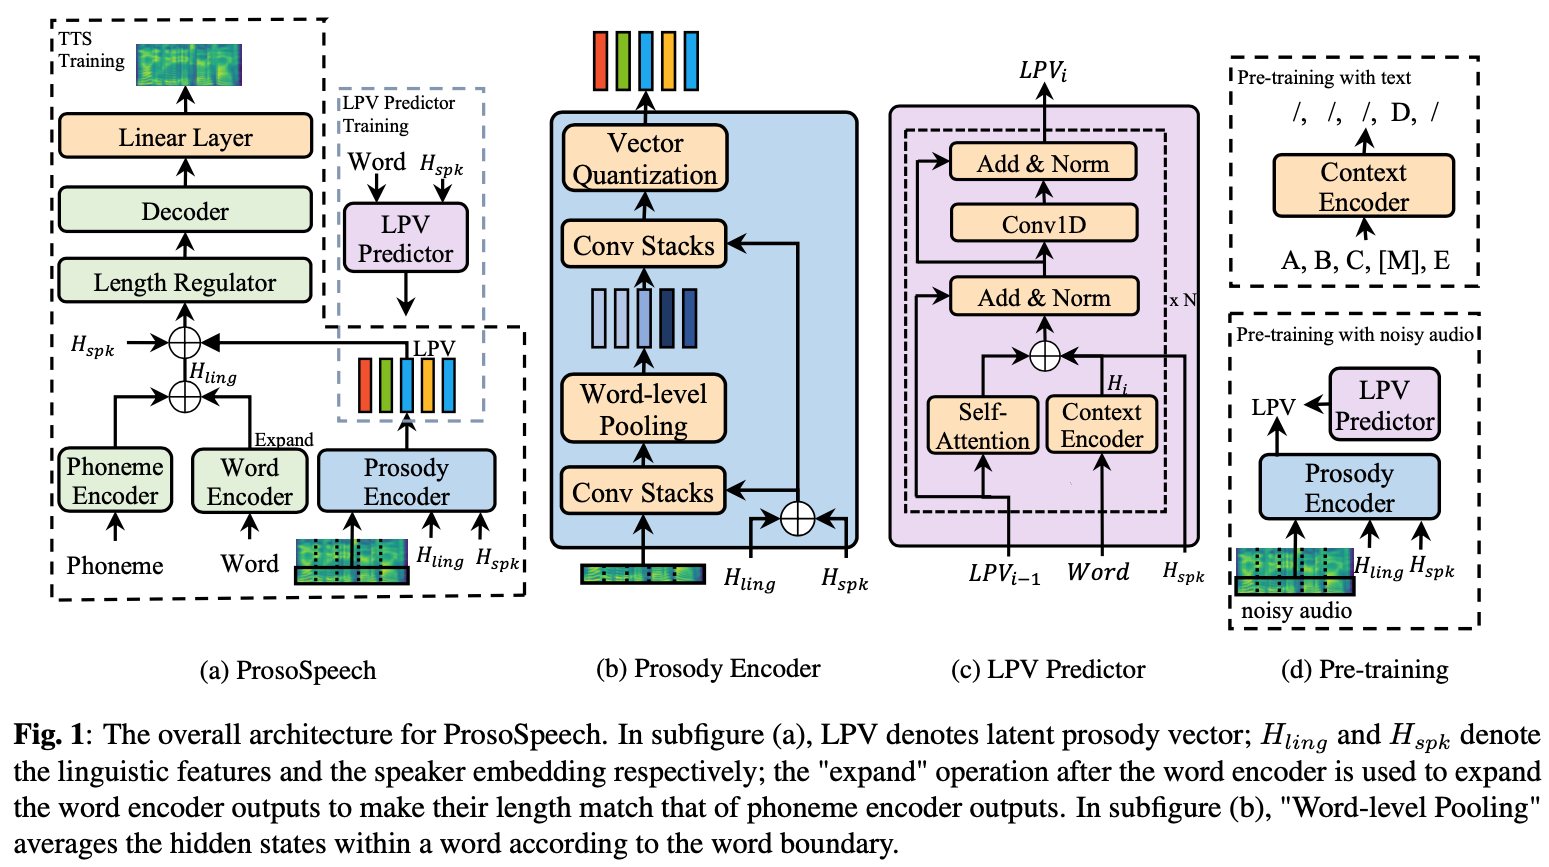 TTS
Training
Linear Layer
Decoder
Length Regulator
H_spk
H_ling
Expand
Phoneme
Encoder
Word
Encoder
Prosody
Encoder
Phoneme
Word
H_ling
H_spk
LPV Predictor
Training
Word
H_spk
LPV
Predictor
LPV
(a) ProsoSpeech
Vector
Quantization
Conv Stacks
Word-level
Pooling
Conv Stacks
H_ling
H_spk
(b) Prosody Encoder
LPV_i
Add & Norm
Conv1D
Add & Norm
x N
H_i
Self-
Attention
Context
Encoder
LPV_{i-1}
Word
H_spk
(c) LPV Predictor
Pre-training with text
/, /, /, D, /
Context
Encoder
A, B, C, [M], E
Pre-training with noisy audio
LPV
LPV
Predictor
Prosody
Encoder
H_ling
H_spk
noisy audio
(d) Pre-training
Fig. 1: The overall architecture for ProsoSpeech. In subfigure (a), LPV denotes latent prosody vector; H_ling and H_spk denote
the linguistic features and the speaker embedding respectively; the "expand" operation after the word encoder is used to expand
the word encoder outputs to make their length match that of phoneme encoder outputs. In subfigure (b), "Word-level Pooling"
averages the hidden states within a word according to the word boundary.